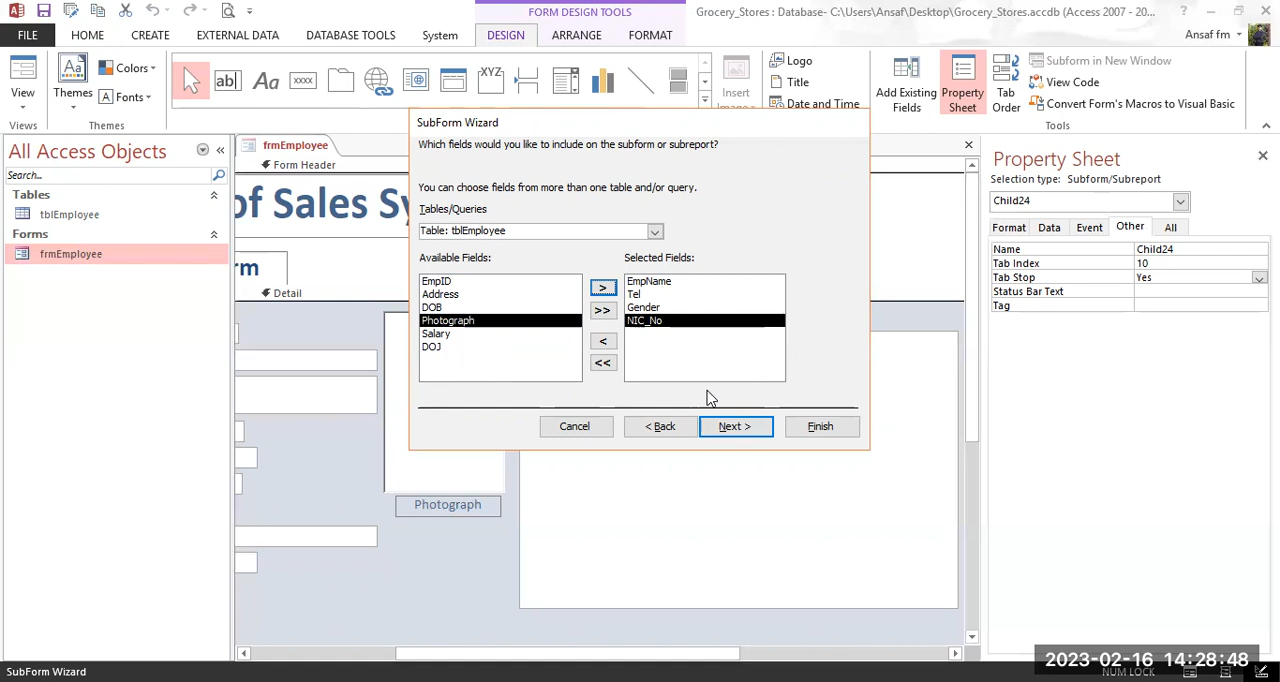 FORM DESIGN TOOLS
Grocery_Stores : Database- C:\Users\Ansaf\Desktop\Grocery_Stores.accdb (Access 2007 - 20...
FILE HOME CREATE EXTERNAL DATA DATABASE TOOLS System DESIGN ARRANGE FORMAT
Ansaf fm
View
Themes
Colors
Fonts
ab|
Aa
xxxx
XYZ
Insert
Image
Logo
Title
Date and Time
Add Existing
Fields
Property
Sheet
Tab
Order
Subform in New Window
View Code
Convert Form's Macros to Visual Basic
Views
Themes
Tools
All Access Objects
Search...
Tables
tblEmployee
Forms
frmEmployee
frmEmployee
Form Header
of Sales Sy
rm
Detail
Photograph
SubForm Wizard
Which fields would you like to include on the subform or subreport?
You can choose fields from more than one table and/or query.
Tables/Queries
Table: tblEmployee
Available Fields:
EmpID
Address
DOB
Photograph
Salary
DOJ
>
>>
<
<<
Selected Fields:
EmpName
Tel
Gender
NIC_No
Cancel
< Back
Next >
Finish
Property Sheet
Selection type: Subform/Subreport
Child24
Format Data Event Other All
Name Child24
Tab Index 10
Tab Stop Yes
Status Bar Text
Tag
SubForm Wizard
2023-02-16 14:28:48
NUM LOCK